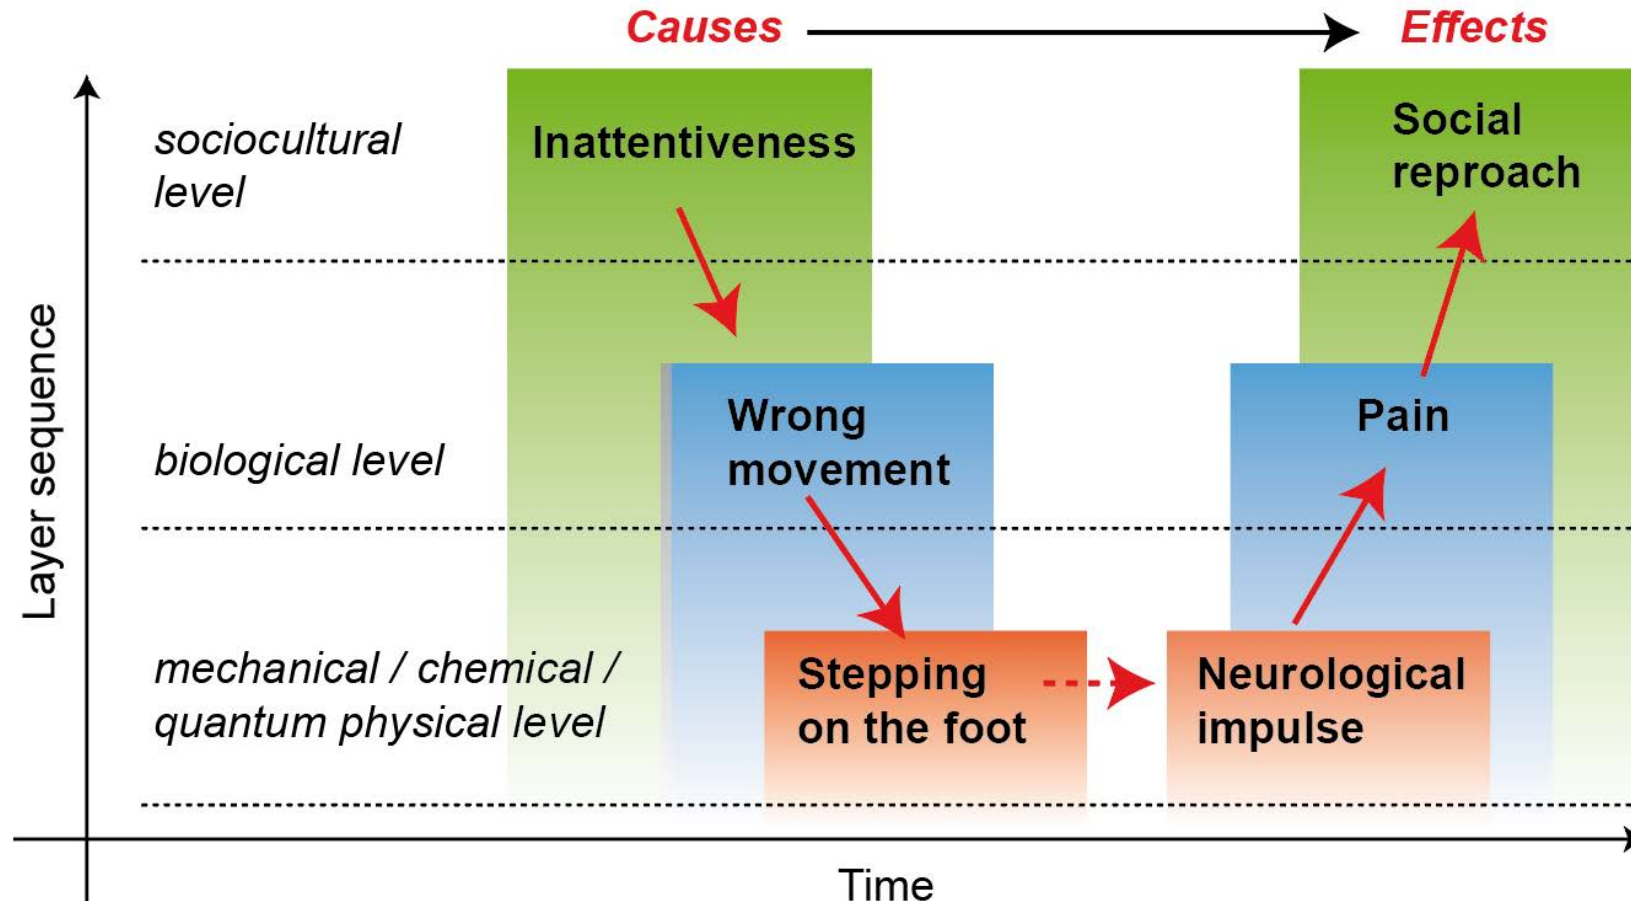 Causes
Effects
sociocultural
level
Inattentiveness
Social
reproach
Layer sequence
biological level
Wrong
movement
Pain
mechanical / chemical /
quantum physical level
Stepping
on the foot
Neurological
impulse
Time